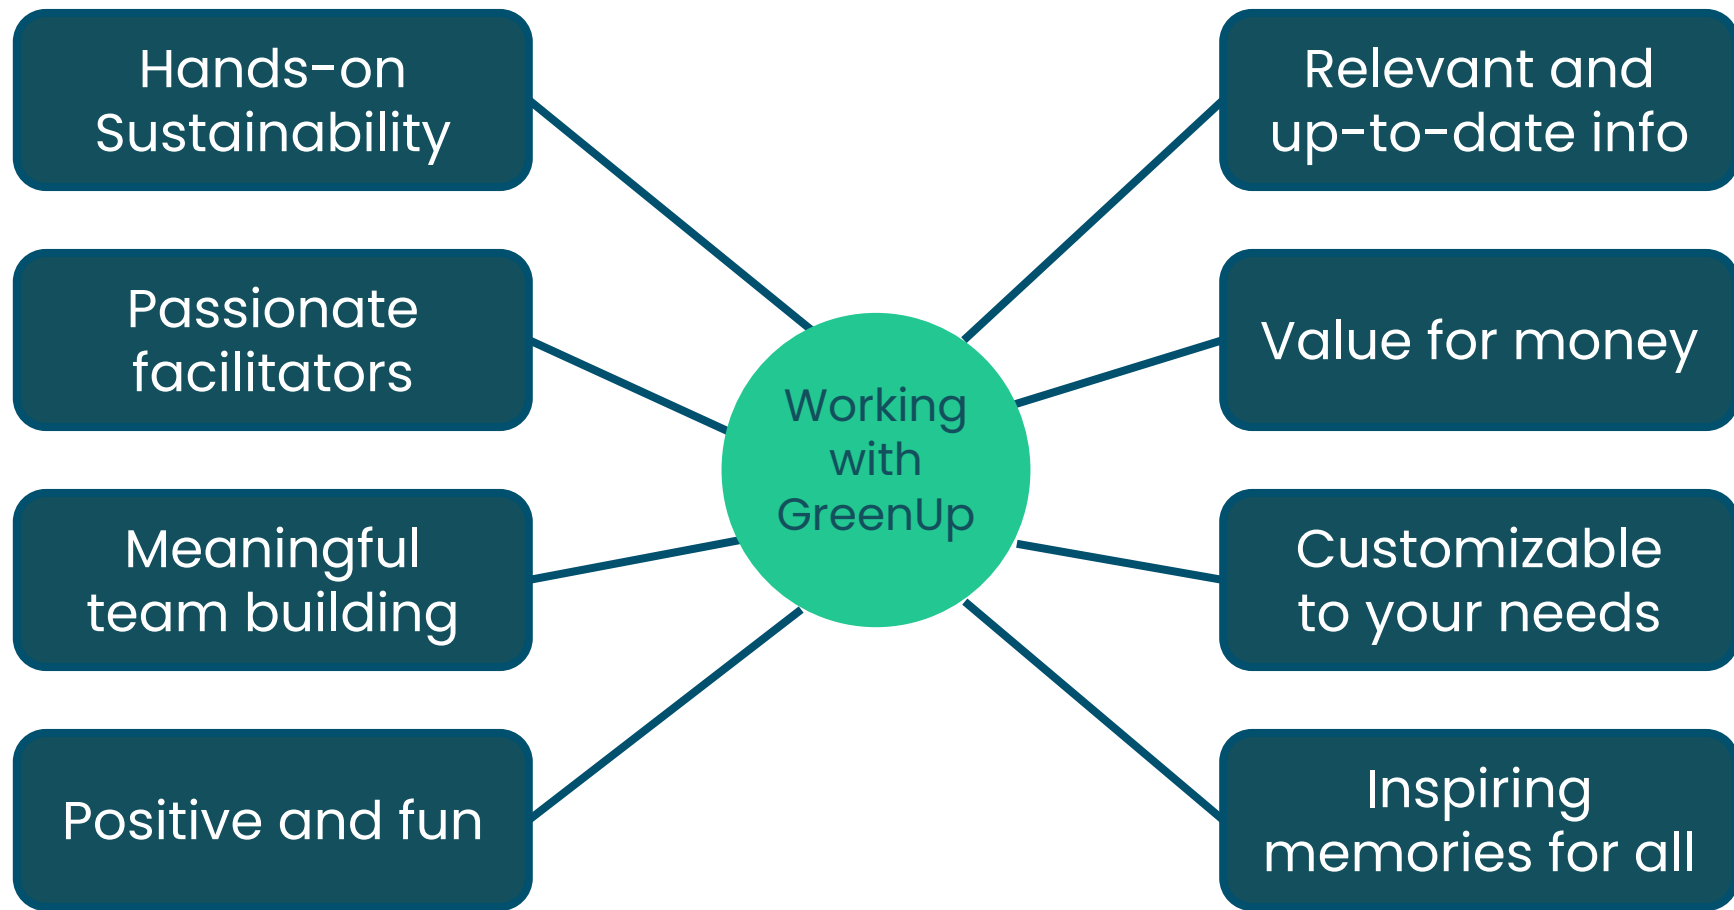 Hands-on
Sustainability
Passionate
facilitators
Meaningful
team building
Positive and fun
Working
with
GreenUp
Relevant and
up-to-date info
Value for money
Customizable
to your needs
Inspiring
memories for all